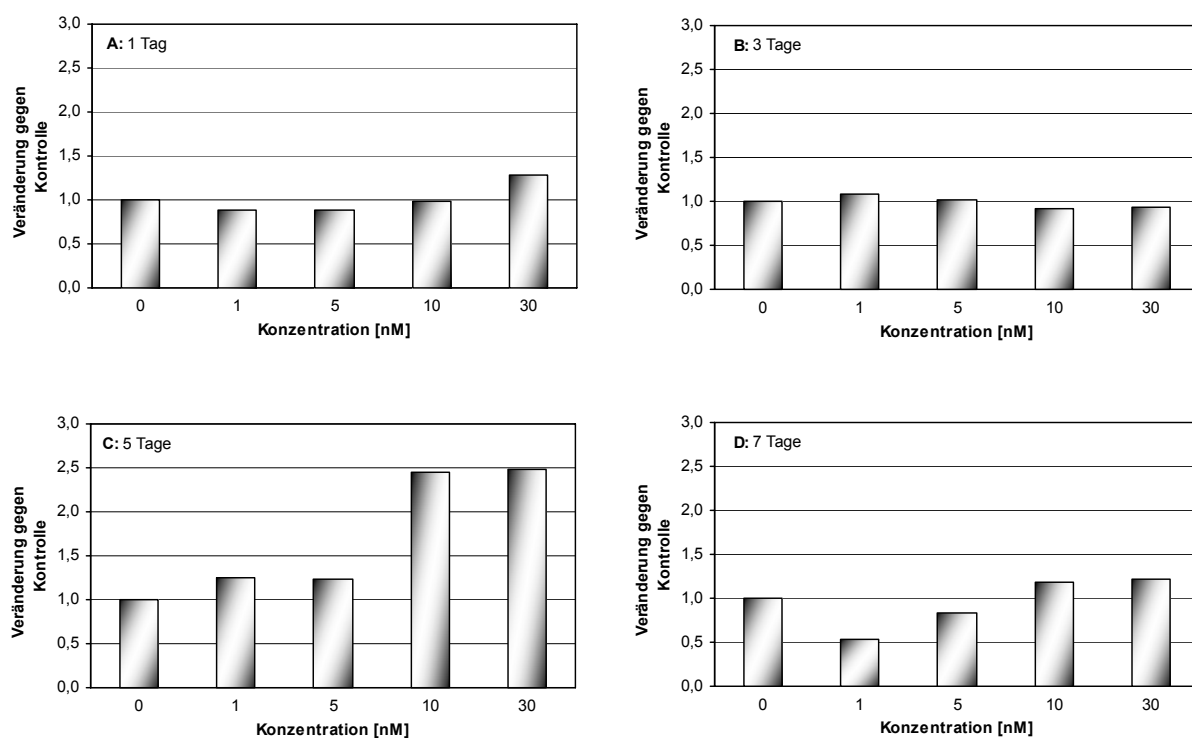 A: 1 Tag
3,0
2,5
2,0
1,5
1,0
0,5
0,0
Veränderung gegen
Kontrolle
0 1 5 10 30
Konzentration [nM]
B: 3 Tage
3,0
2,5
2,0
1,5
1,0
0,5
0,0
Veränderung gegen
Kontrolle
0 1 5 10 30
Konzentration [nM]
C: 5 Tage
3,0
2,5
2,0
1,5
1,0
0,5
0,0
Veränderung gegen
Kontrolle
0 1 5 10 30
Konzentration [nM]
D: 7 Tage
3,0
2,5
2,0
1,5
1,0
0,5
0,0
Veränderung gegen
Kontrolle
0 1 5 10 30
Konzentration [nM]